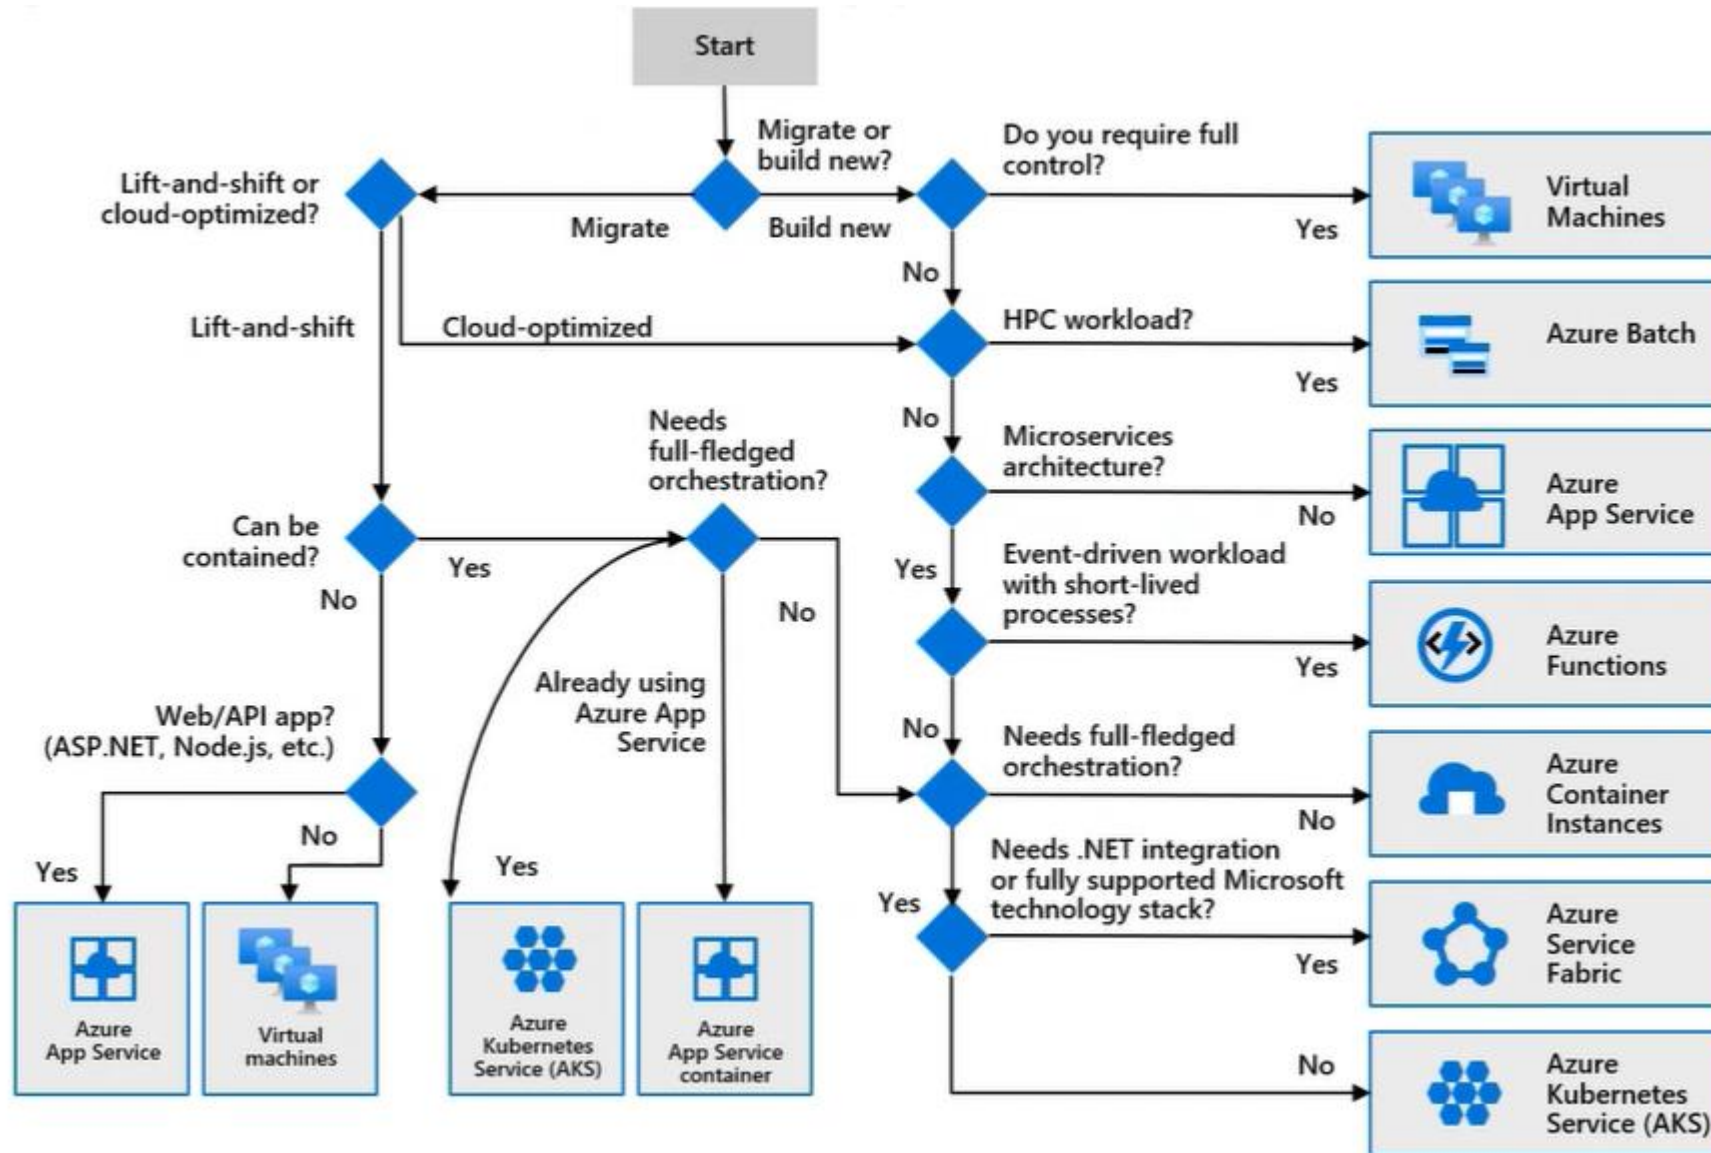 Start
Migrate or
build new?
Do you require full
control?
Lift-and-shift or
cloud-optimized?
Migrate
Build new
Yes
Virtual
Machines
No
Lift-and-shift
Cloud-optimized
HPC workload?
Yes
Azure Batch
No
Needs
full-fledged
orchestration?
Microservices
architecture?
No
Azure
App Service
Can be
contained?
Yes
No
No
Yes
Event-driven workload
with short-lived
processes?
Yes
Azure
Functions
Already using
Azure App
Service
Web/API app?
(ASP.NET, Node.js, etc.)
No
Needs full-fledged
orchestration?
No
Azure
Container
Instances
No
Yes
Yes
Yes
Needs .NET integration
or fully supported Microsoft
technology stack?
Yes
Azure
Service
Fabric
Azure
App Service
Virtual
machines
Azure
Kubernetes
Service (AKS)
Azure
App Service
container
No
Azure
Kubernetes
Service (AKS)